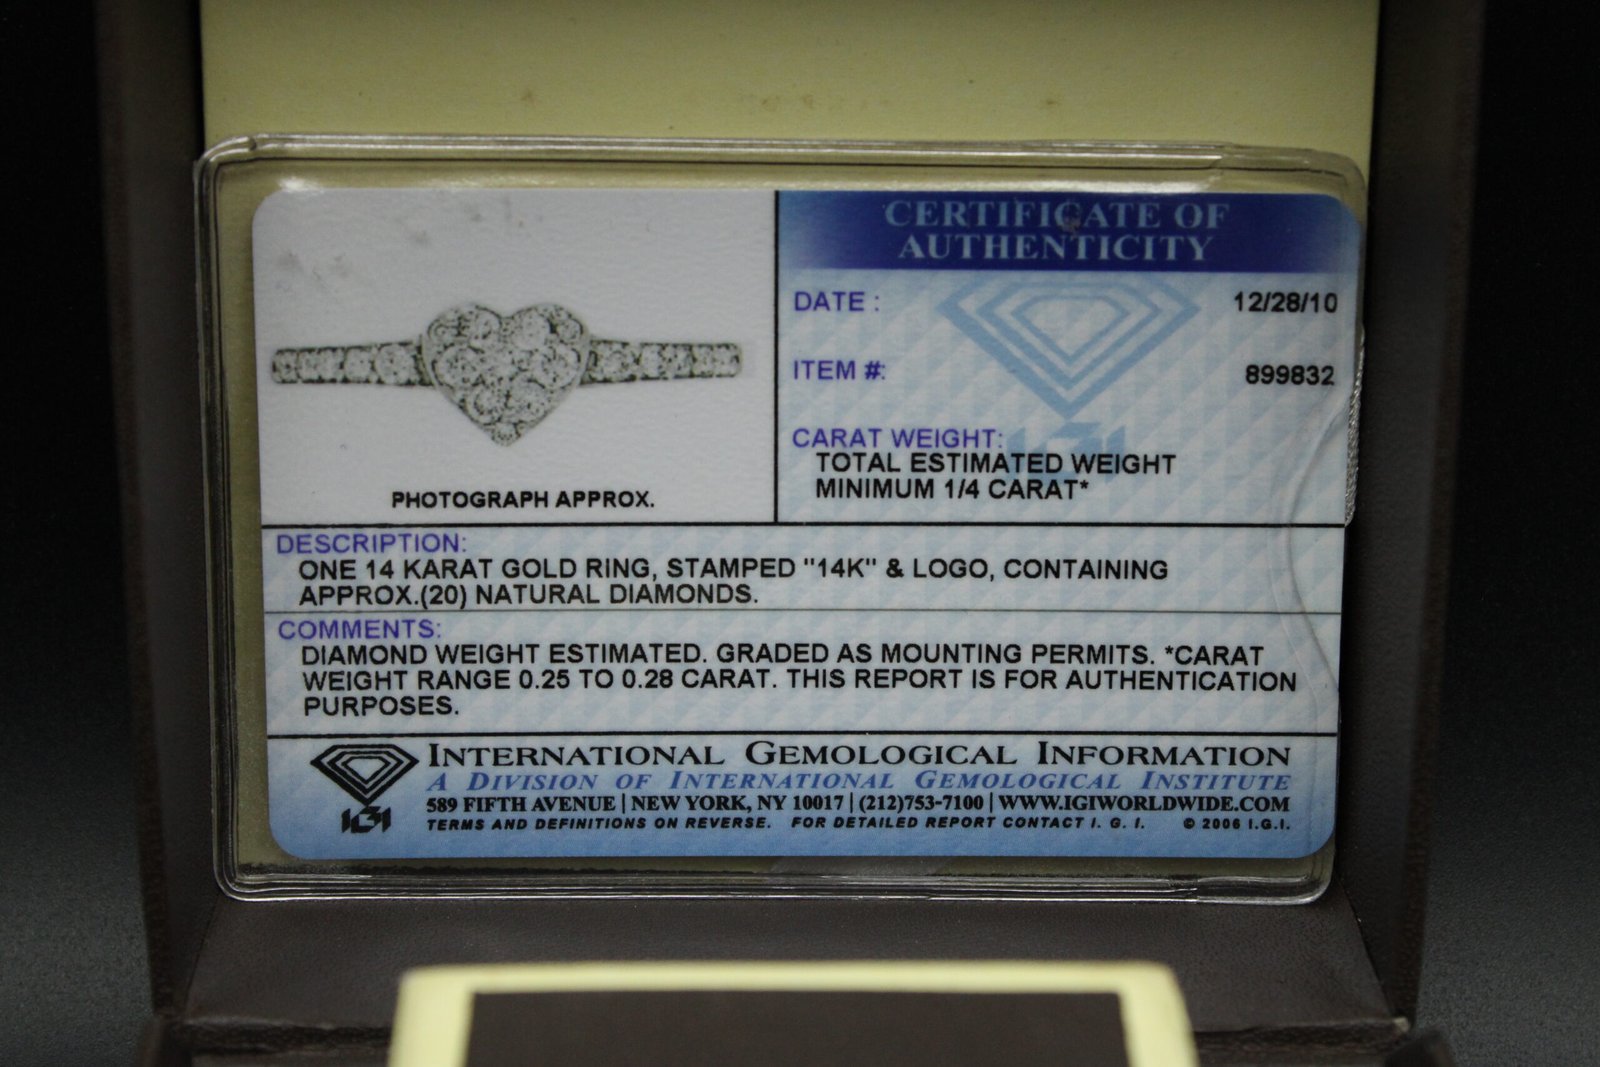 CERTIFICATE OF
AUTHENTICITY
DATE : 12/28/10
ITEM #: 899832
CARAT WEIGHT:
TOTAL ESTIMATED WEIGHT
MINIMUM 1/4 CARAT*
PHOTOGRAPH APPROX.
DESCRIPTION:
ONE 14 KARAT GOLD RING, STAMPED "14K" & LOGO, CONTAINING
APPROX.(20) NATURAL DIAMONDS.
COMMENTS:
DIAMOND WEIGHT ESTIMATED. GRADED AS MOUNTING PERMITS. *CARAT
WEIGHT RANGE 0.25 TO 0.28 CARAT. THIS REPORT IS FOR AUTHENTICATION
PURPOSES.
IGI
INTERNATIONAL GEMOLOGICAL INFORMATION
A DIVISION OF INTERNATIONAL GEMOLOGICAL INSTITUTE
589 FIFTH AVENUE | NEW YORK, NY 10017 | (212)753-7100 | WWW.IGIWORLDWIDE.COM
TERMS AND DEFINITIONS ON REVERSE. FOR DETAILED REPORT CONTACT I. G. I. © 2006 I.G.I.